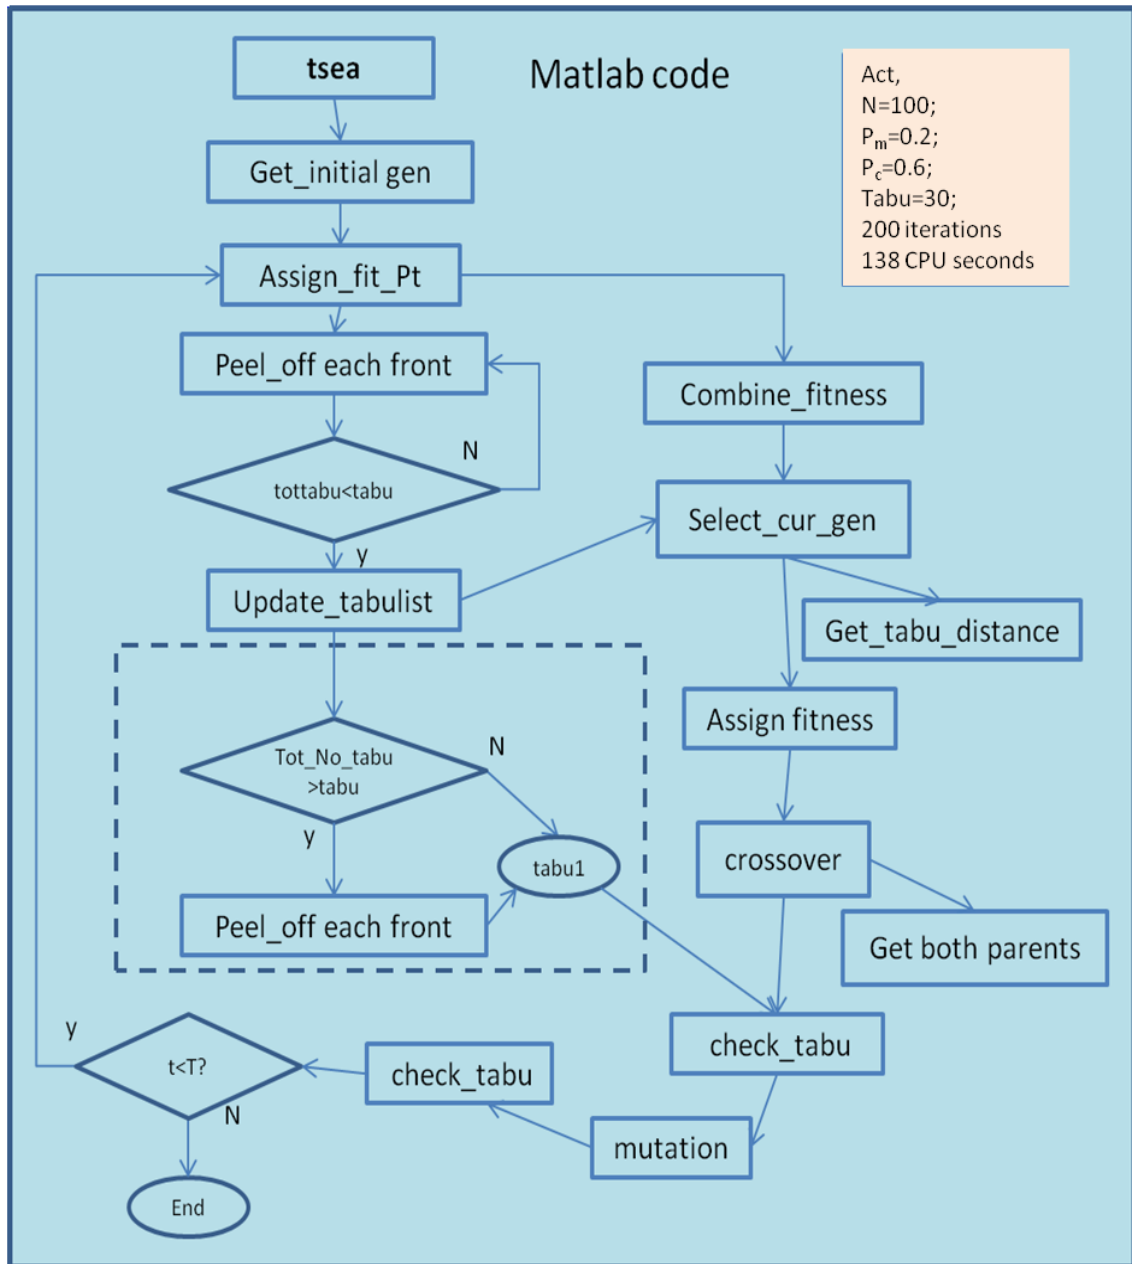 tsea
Matlab code
Act,
N=100;
Pm=0.2;
Pc=0.6;
Tabu=30;
200 iterations
138 CPU seconds
Get_initial gen
Assign_fit_Pt
Peel_off each front
Combine_fitness
N
tottabu<tabu
Select_cur_gen
y
Update_tabulist
Get_tabu_distance
Assign fitness
N
Tot_No_tabu
>tabu
y
tabu1
crossover
Peel_off each front
Get both parents
y
t<T?
check_tabu
check_tabu
N
mutation
End